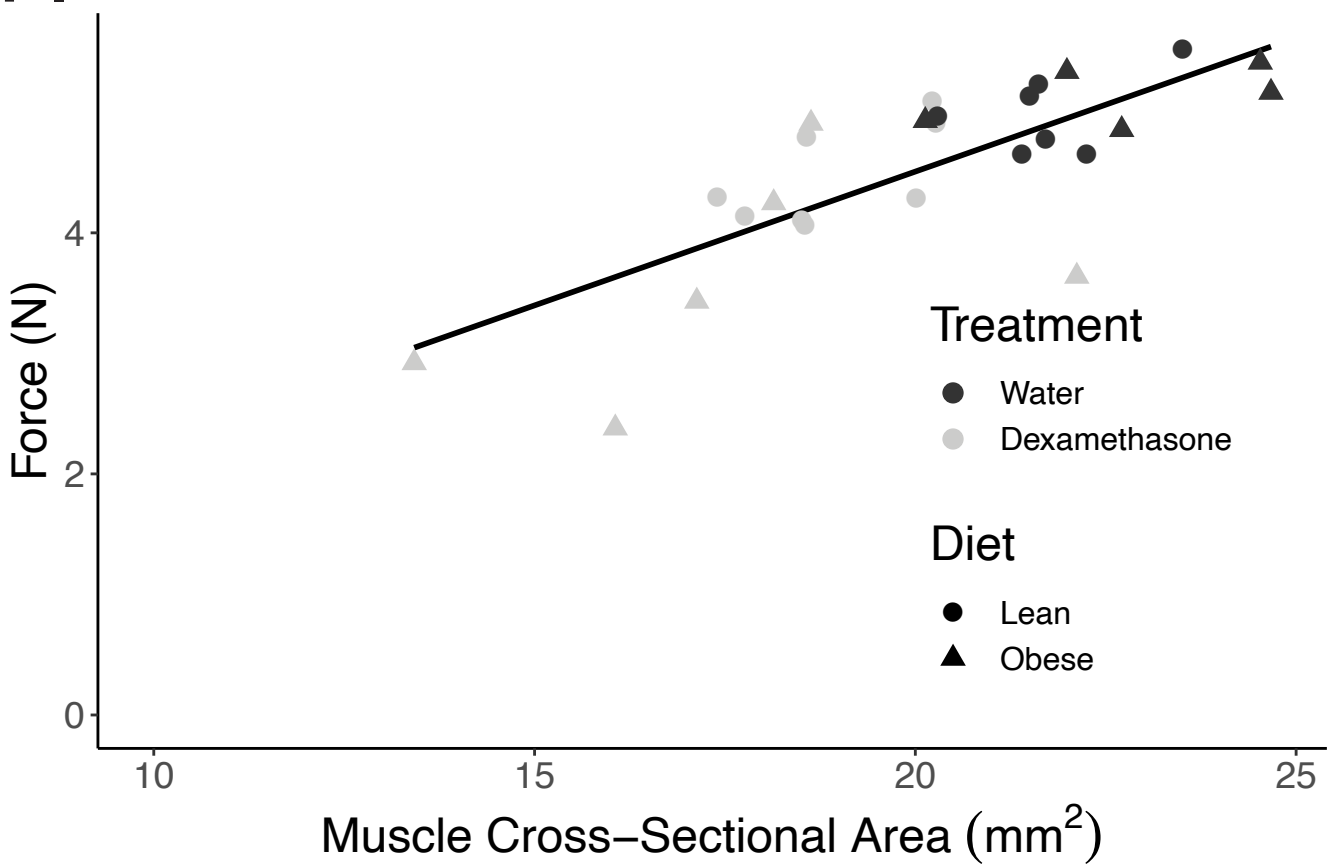 4
2
0
Force (N)
Treatment
Water
Dexamethasone
Diet
Lean
Obese
10 15 20 25
Muscle Cross−Sectional Area (mm²)